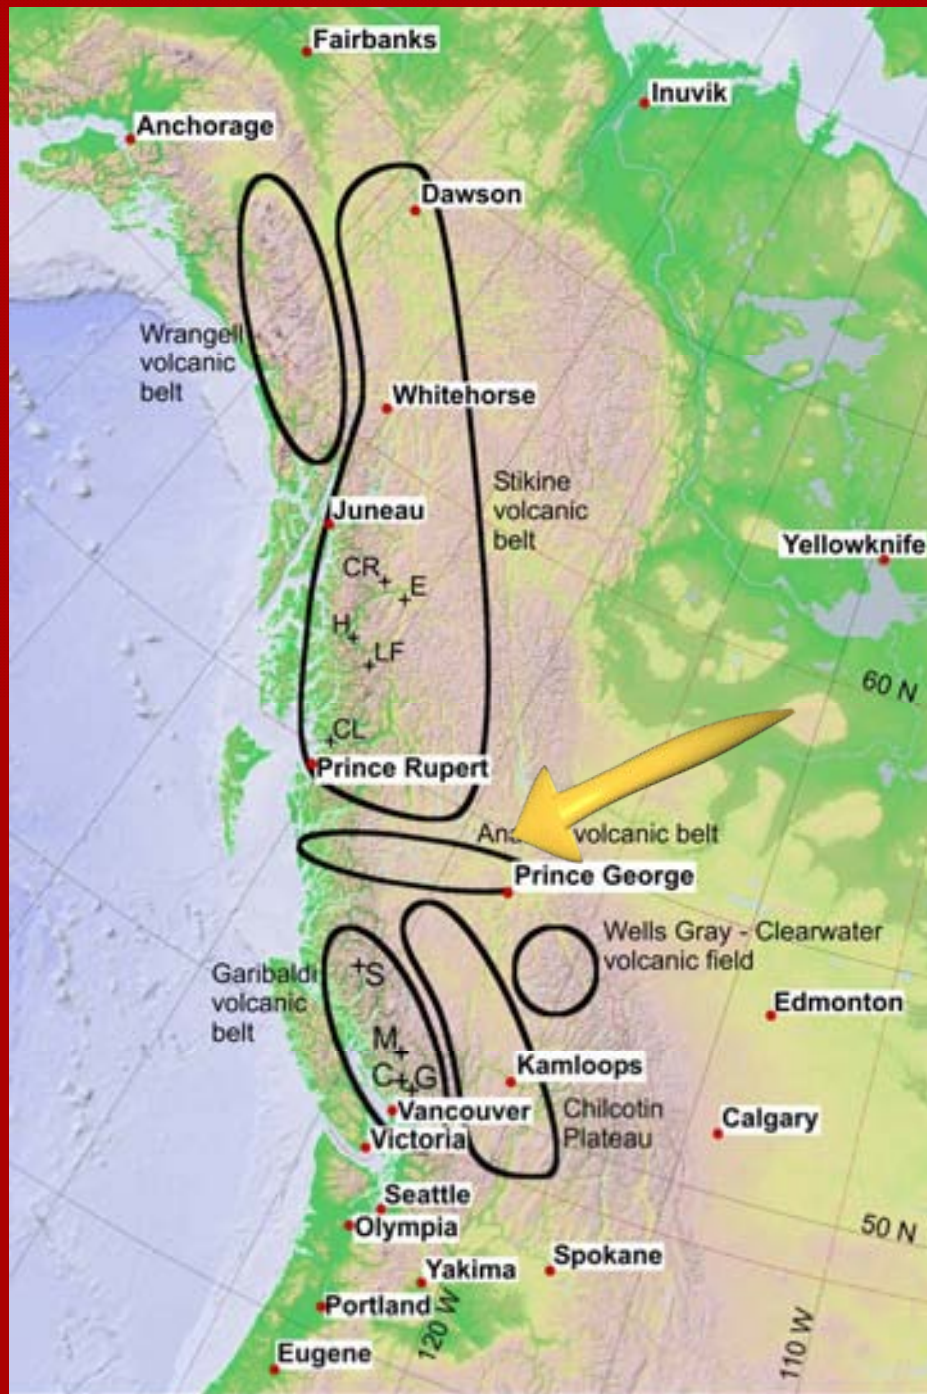 Fairbanks
Inuvik
Anchorage
Dawson
Wrangell
volcanic
belt
Whitehorse
Stikine
volcanic
belt
Juneau
Yellowknife
CR
E
H
LF
60 N
CL
Prince Rupert
volcanic belt
Prince George
Wells Gray - Clearwater
volcanic field
Garibaldi
volcanic
belt
S
Edmonton
M
C
G
Kamloops
Vancouver
Chilcotin
Plateau
Calgary
Victoria
Seattle
Olympia
50 N
Spokane
Yakima
Portland
120 W
110 W
Eugene